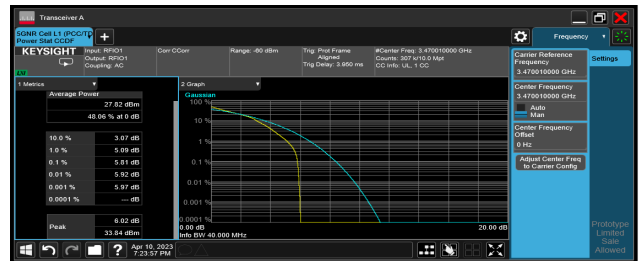 Transceiver A
5GNR Cell L1 (PCC/TD
Power Stat CCDF
+
Frequency
KEYSIGHT
Input: RFIO1
Output: RFIO1
Coupling: AC
Corr CCorr
Range: -60 dBm
Trig: Prot Frame
Aligned
Trig Delay: 3.950 ms
#Center Freq: 3.470010000 GHz
Counts: 307 k/10.0 Mpt
CC Info: UL, 1 CC
LU
1 Metrics
Average Power
27.82 dBm
48.06 % at 0 dB
10.0 % 3.07 dB
1.0 % 5.09 dB
0.1 % 5.81 dB
0.01 % 5.92 dB
0.001 % 5.97 dB
0.0001 % --- dB
Peak 6.02 dB
33.84 dBm
2 Graph
Gaussian
100 %
10 %
1 %
0.1 %
0.01 %
0.001 %
0.0001 %
0.00 dB 20.00 dB
Info BW 40.000 MHz
Carrier Reference
Frequency
3.470010000 GHz
Center Frequency
3.470010000 GHz
Auto
Man
Center Frequency
Offset
0 Hz
Adjust Center Freq
to Carrier Config
Settings
Prototype
Limited
Sale
Allowed
?
Apr 10, 2023
7:23:57 PM